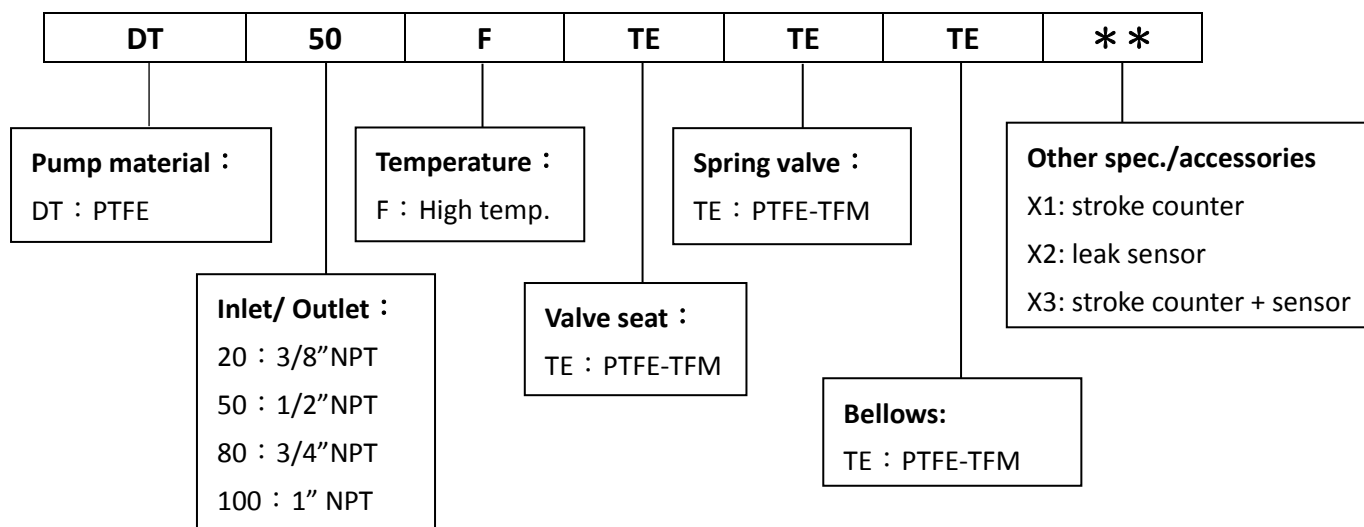 DT 50 F TE TE TE ＊＊
Pump material：
DT：PTFE
Inlet/ Outlet：
20：3/8”NPT
50：1/2”NPT
80：3/4”NPT
100：1” NPT
Temperature：
F：High temp.
Valve seat：
TE：PTFE-TFM
Spring valve：
TE：PTFE-TFM
Bellows:
TE：PTFE-TFM
Other spec./accessories
X1: stroke counter
X2: leak sensor
X3: stroke counter + sensor